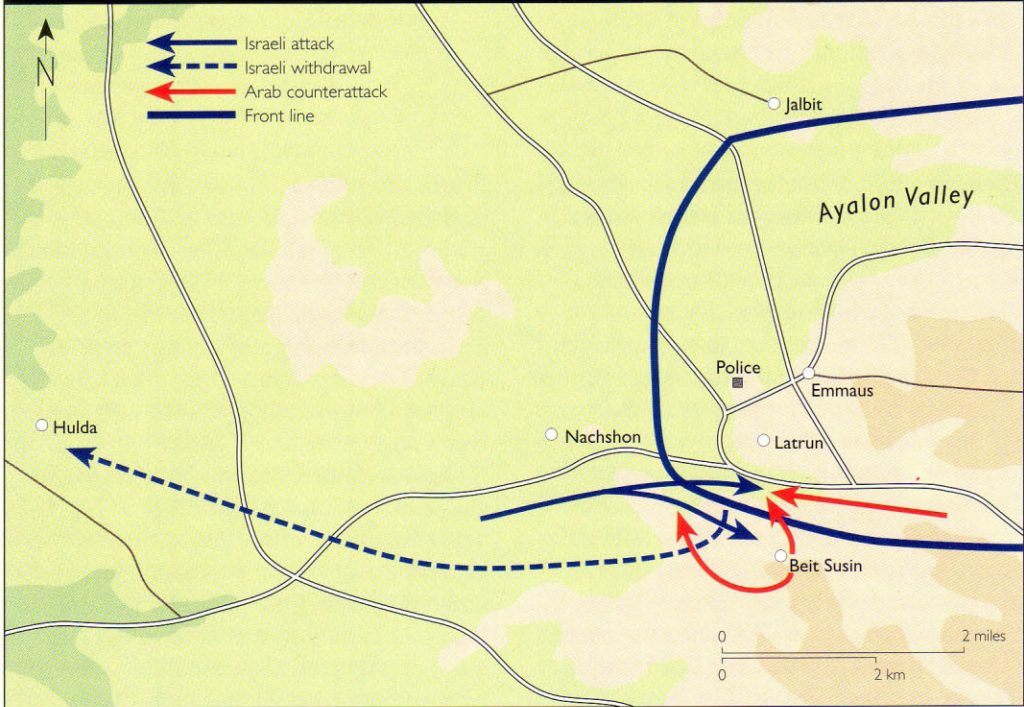 N
Israeli attack
Israeli withdrawal
Arab counterattack
Front line
Jalbit
Ayalon Valley
Police
Emmaus
Hulda
Nachshon
Latrun
Beit Susin
0 2 miles
0 2 km